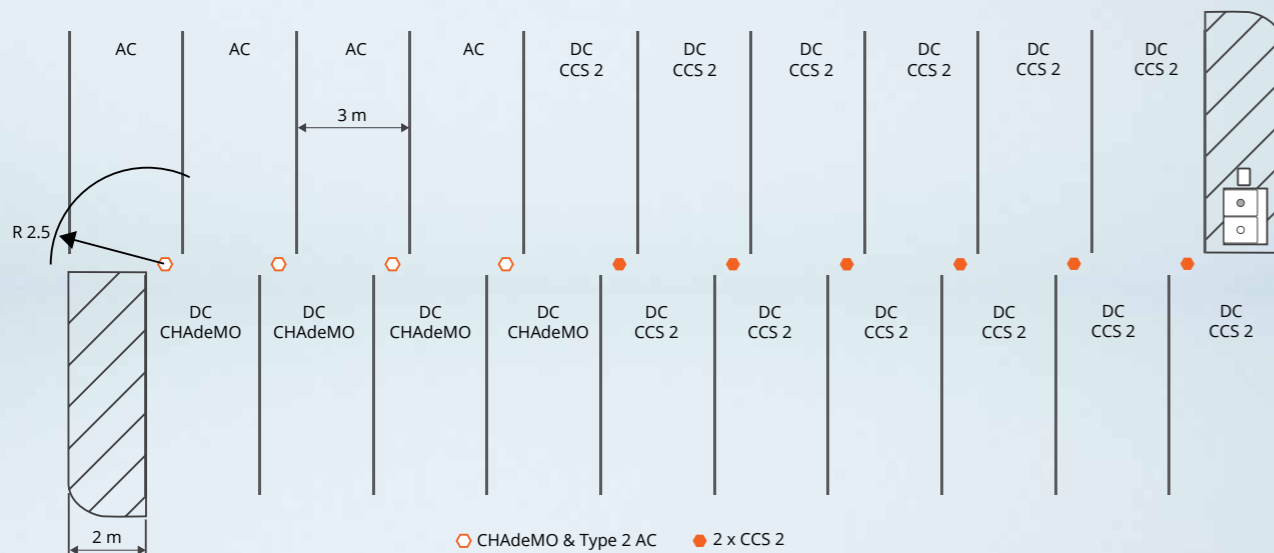 AC
AC
AC
AC
DC
CCS 2
DC
CCS 2
DC
CCS 2
DC
CCS 2
DC
CCS 2
DC
CCS 2
3 m
R 2.5
DC
CHAdeMO
DC
CHAdeMO
DC
CHAdeMO
DC
CHAdeMO
DC
CCS 2
DC
CCS 2
DC
CCS 2
DC
CCS 2
DC
CCS 2
DC
CCS 2
2 m
CHAdeMO & Type 2 AC
2 x CCS 2